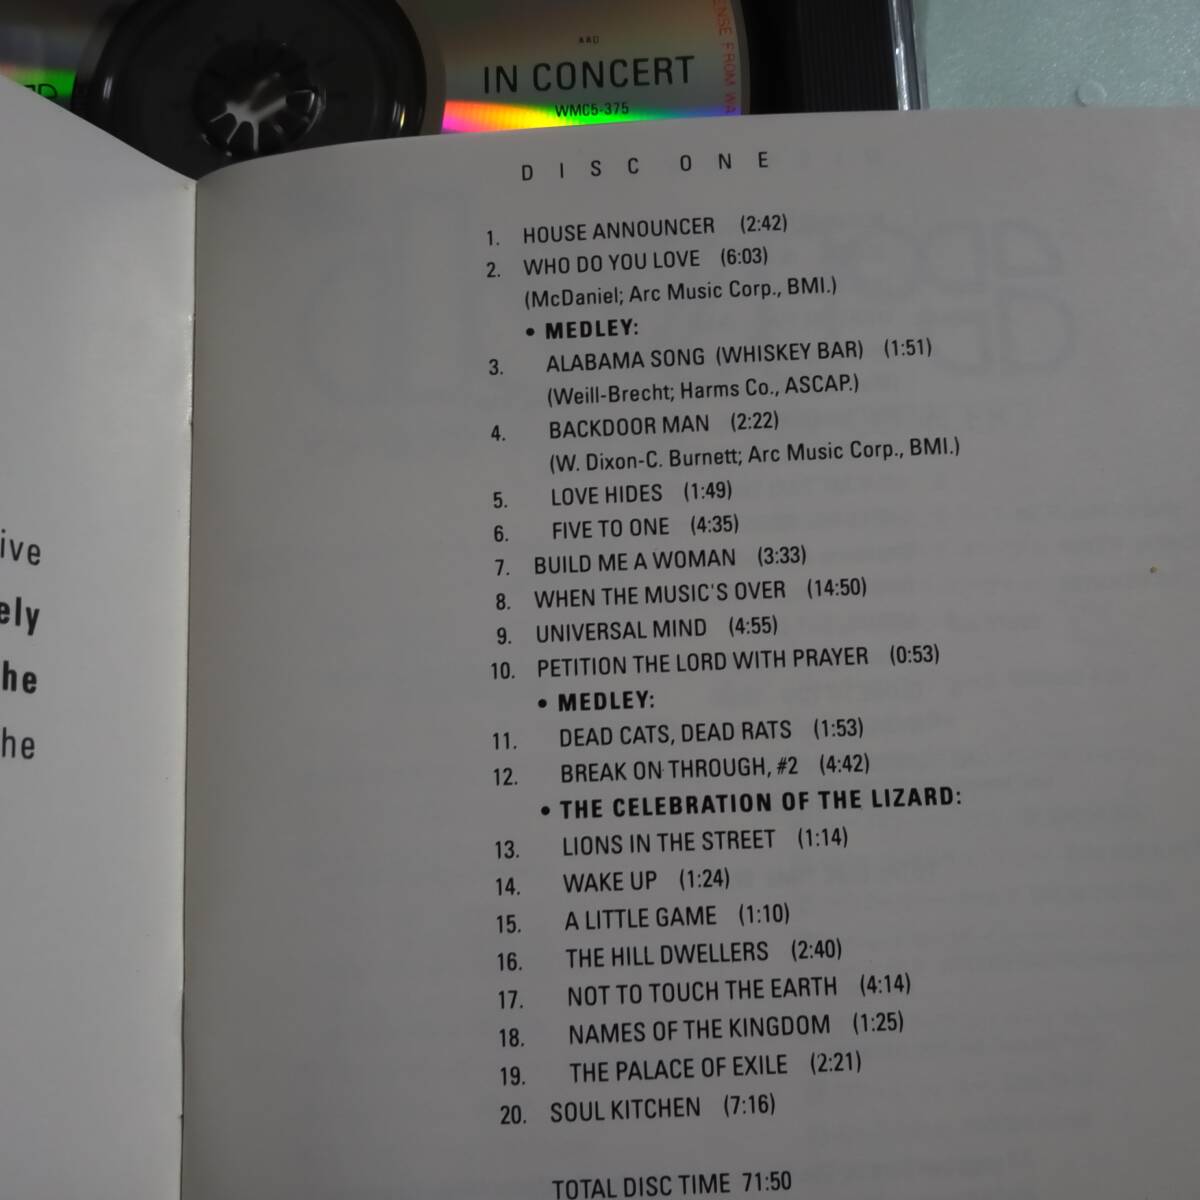 AAD
IN CONCERT
WMC5-375
ENSE FROM WA
DISC ONE
1. HOUSE ANNOUNCER (2:42)
2. WHO DO YOU LOVE (6:03)
(McDaniel; Arc Music Corp., BMI.)
• MEDLEY:
3. ALABAMA SONG (WHISKEY BAR) (1:51)
(Weill-Brecht; Harms Co., ASCAP.)
4. BACKDOOR MAN (2:22)
(W. Dixon-C. Burnett; Arc Music Corp., BMI.)
5. LOVE HIDES (1:49)
6. FIVE TO ONE (4:35)
7. BUILD ME A WOMAN (3:33)
8. WHEN THE MUSIC'S OVER (14:50)
9. UNIVERSAL MIND (4:55)
10. PETITION THE LORD WITH PRAYER (0:53)
• MEDLEY:
11. DEAD CATS, DEAD RATS (1:53)
12. BREAK ON THROUGH, #2 (4:42)
• THE CELEBRATION OF THE LIZARD:
13. LIONS IN THE STREET (1:14)
14. WAKE UP (1:24)
15. A LITTLE GAME (1:10)
16. THE HILL DWELLERS (2:40)
17. NOT TO TOUCH THE EARTH (4:14)
18. NAMES OF THE KINGDOM (1:25)
19. THE PALACE OF EXILE (2:21)
20. SOUL KITCHEN (7:16)
TOTAL DISC TIME 71:50
ive
ely
he
he